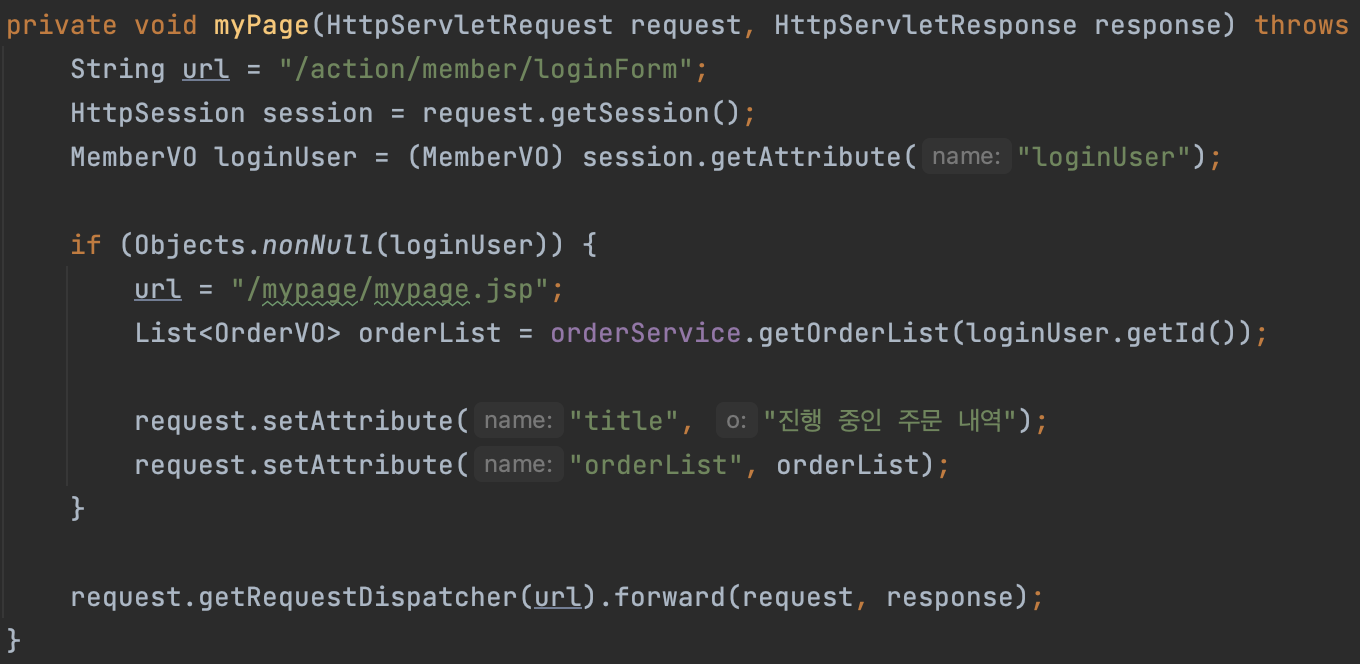 private void myPage(HttpServletRequest request, HttpServletResponse response) throws
String url = "/action/member/loginForm";
HttpSession session = request.getSession();
MemberVO loginUser = (MemberVO) session.getAttribute( name: "loginUser");
if (Objects.nonNull(loginUser)) {
url = "/mypage/mypage.jsp";
List<OrderVO> orderList = orderService.getOrderList(loginUser.getId());
request.setAttribute( name: "title", o: "진행 중인 주문 내역");
request.setAttribute( name: "orderList", orderList);
}
request.getRequestDispatcher(url).forward(request, response);
}